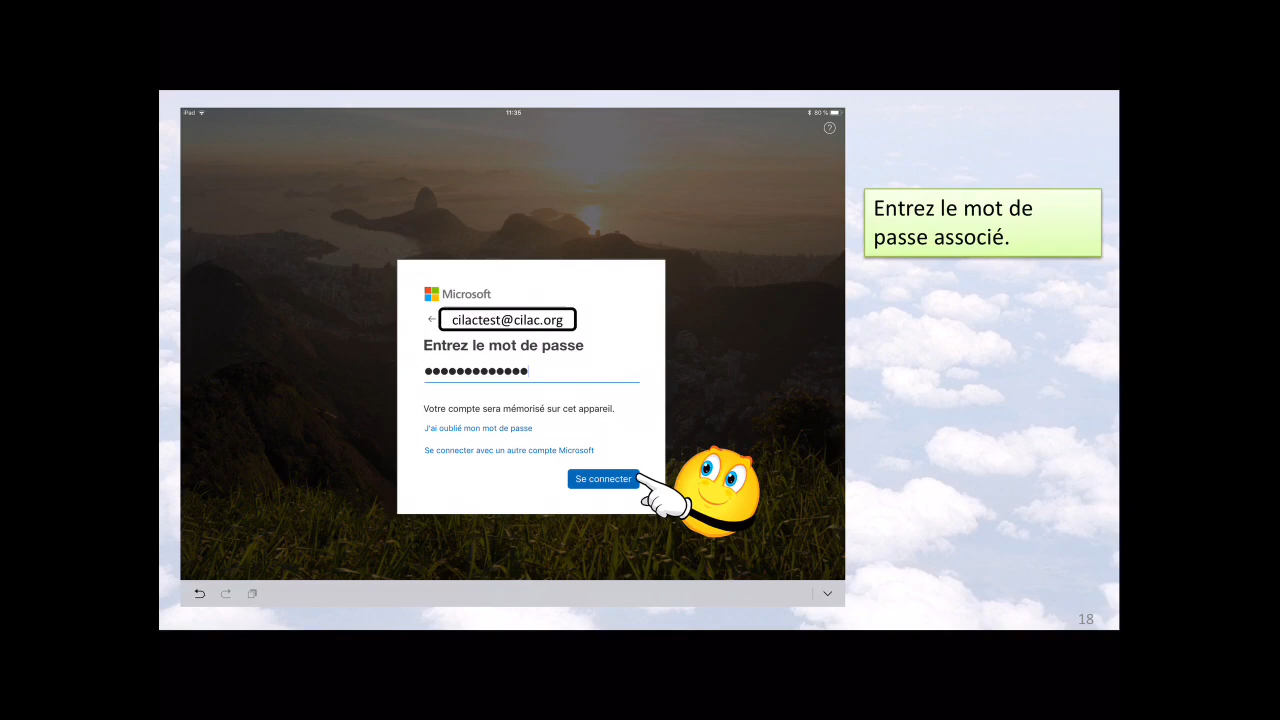 iPad
11:35
80 %
?
Microsoft
cilactest@cilac.org
Entrez le mot de passe
Votre compte sera mémorisé sur cet appareil.
J'ai oublié mon mot de passe
Se connecter avec un autre compte Microsoft
Se connecter
Entrez le mot de
passe associé.
18